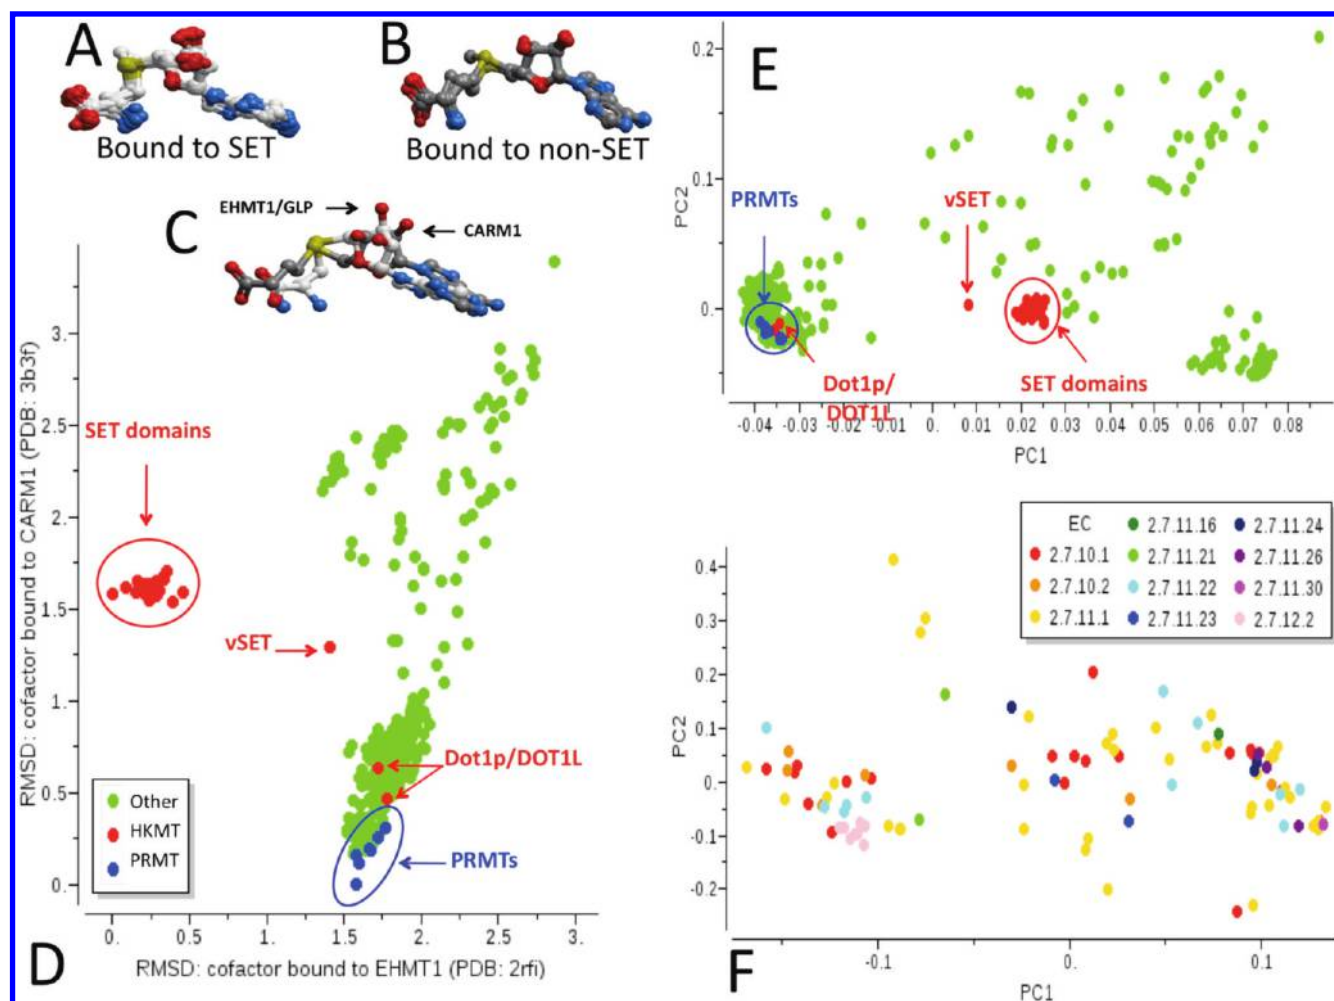 A
Bound to SET
B
Bound to non-SET
C
EHMT1/GLP
CARM1
D
RMSD: cofactor bound to CARM1 (PDB: 3b3f)
3.
2.5
2.
1.5
1.
0.5
0.
SET domains
vSET
Dot1p/DOT1L
PRMTs
Other
HKMT
PRMT
0.
0.5
1.
1.5
2.
2.5
3.
RMSD: cofactor bound to EHMT1 (PDB: 2rfi)
E
PC2
0.2
0.1
0.
PRMTs
vSET
Dot1p/
DOT1L
SET domains
-0.04 -0.03 -0.02 -0.01 0. 0.01 0.02 0.03 0.04 0.05 0.06 0.07 0.08
PC1
F
EC
2.7.10.1
2.7.10.2
2.7.11.1
2.7.11.16
2.7.11.21
2.7.11.22
2.7.11.23
2.7.11.24
2.7.11.26
2.7.11.30
2.7.12.2
PC2
0.4
0.3
0.2
0.1
0.
-0.1
-0.2
-0.1
0.
0.1
PC1